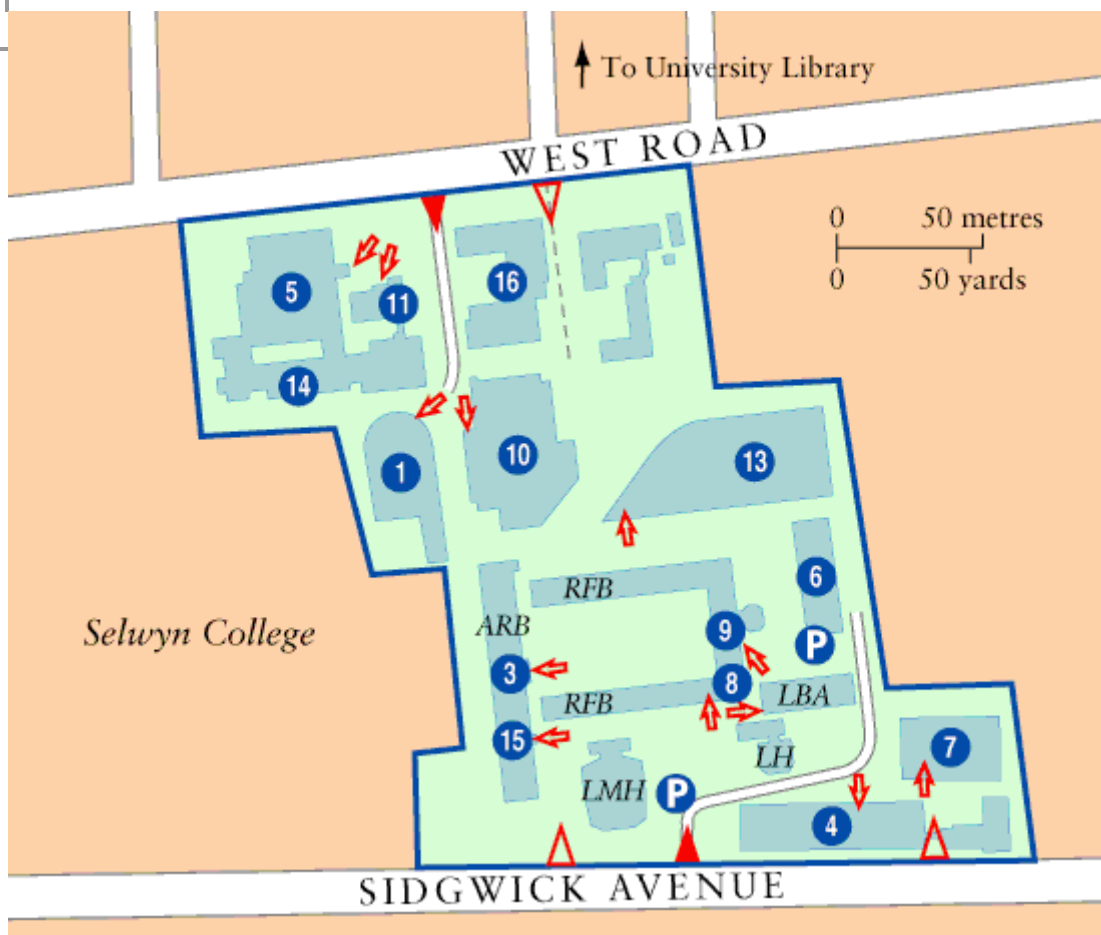 To University Library
WEST ROAD
0 50 metres
0 50 yards
5
11
16
14
1
10
13
6
RFB
ARB
Selwyn College
9
P
3
8
RFB
LBA
15
7
LH
LMH
P
4
SIDGWICK AVENUE